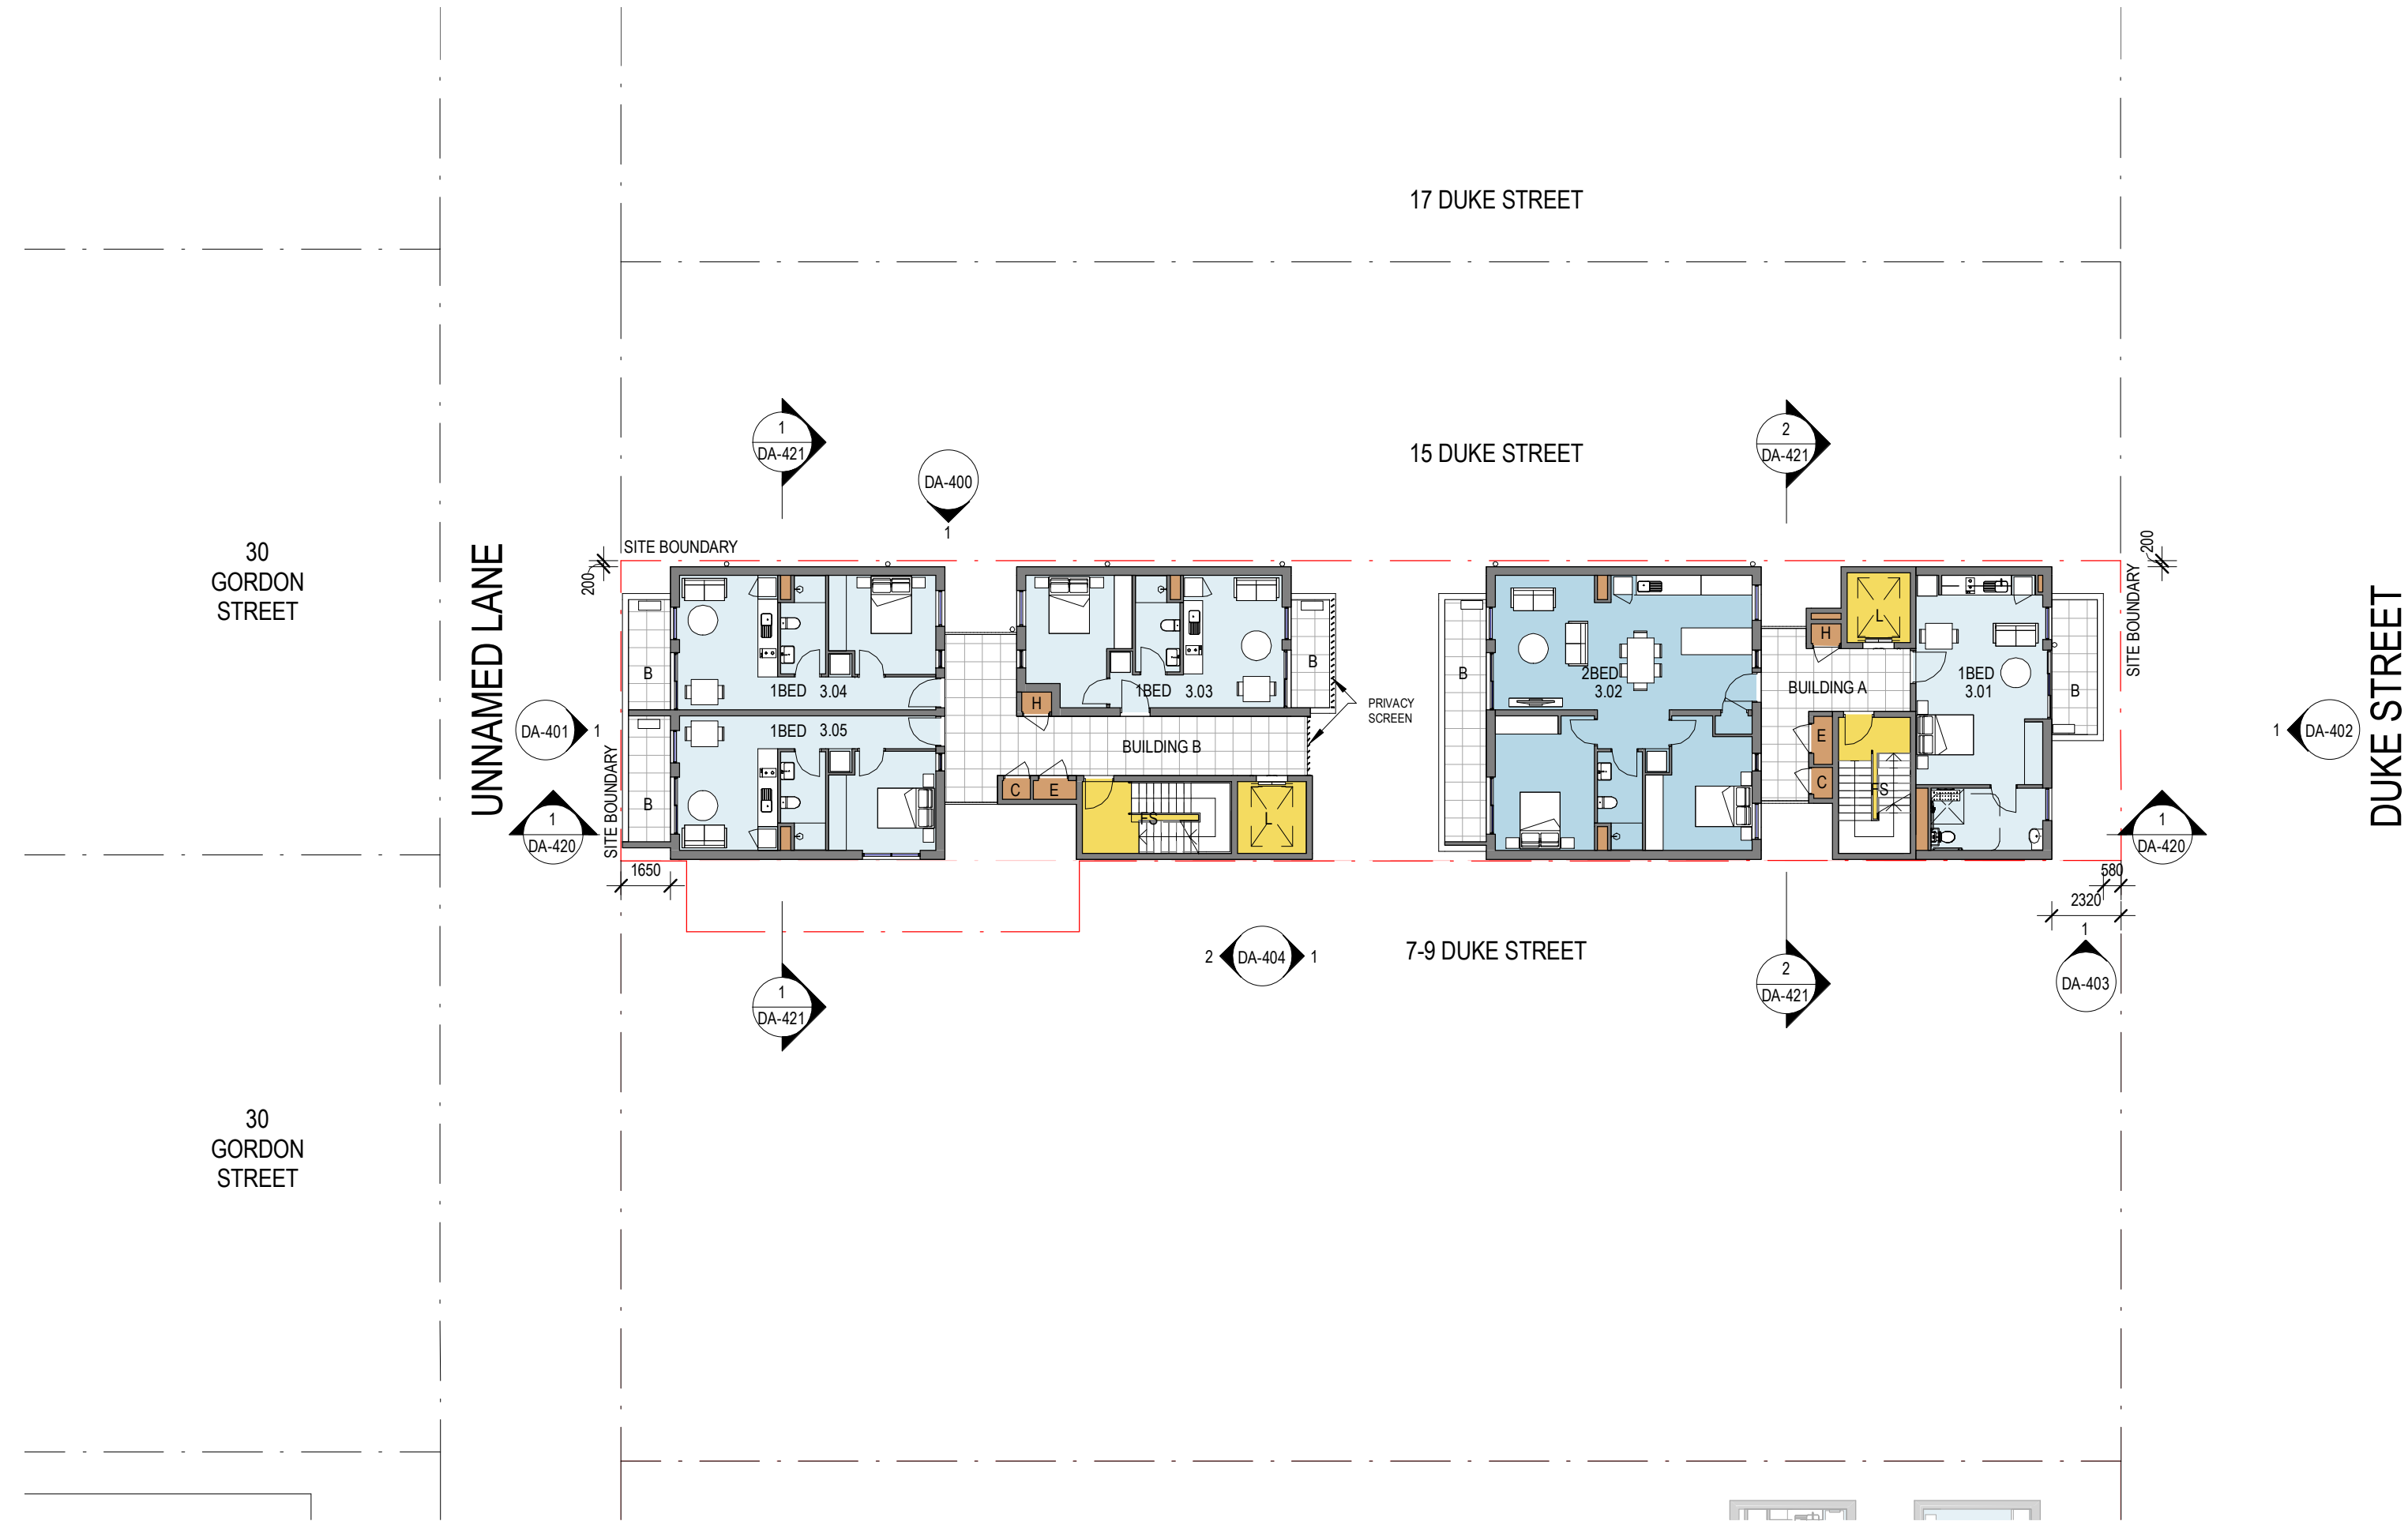 17 DUKE STREET
15 DUKE STREET
1
DA-421
2
DA-421
DA-400
1
30
GORDON
STREET
UNNAMED LANE
SITE BOUNDARY
200
200
SITE BOUNDARY
DUKE STREET
B
1BED 3.04
1BED 3.03
H
B
B
2BED
3.02
H
L
BUILDING A
1BED
3.01
B
PRIVACY
SCREEN
DA-401
1
1BED 3.05
BUILDING B
E
C
FS
1
DA-402
SITE BOUNDARY
B
C
E
FS
L
1
DA-420
1
DA-420
1650
580
2320
1
DA-403
2
DA-404
1
7-9 DUKE STREET
1
DA-421
2
DA-421
30
GORDON
STREET